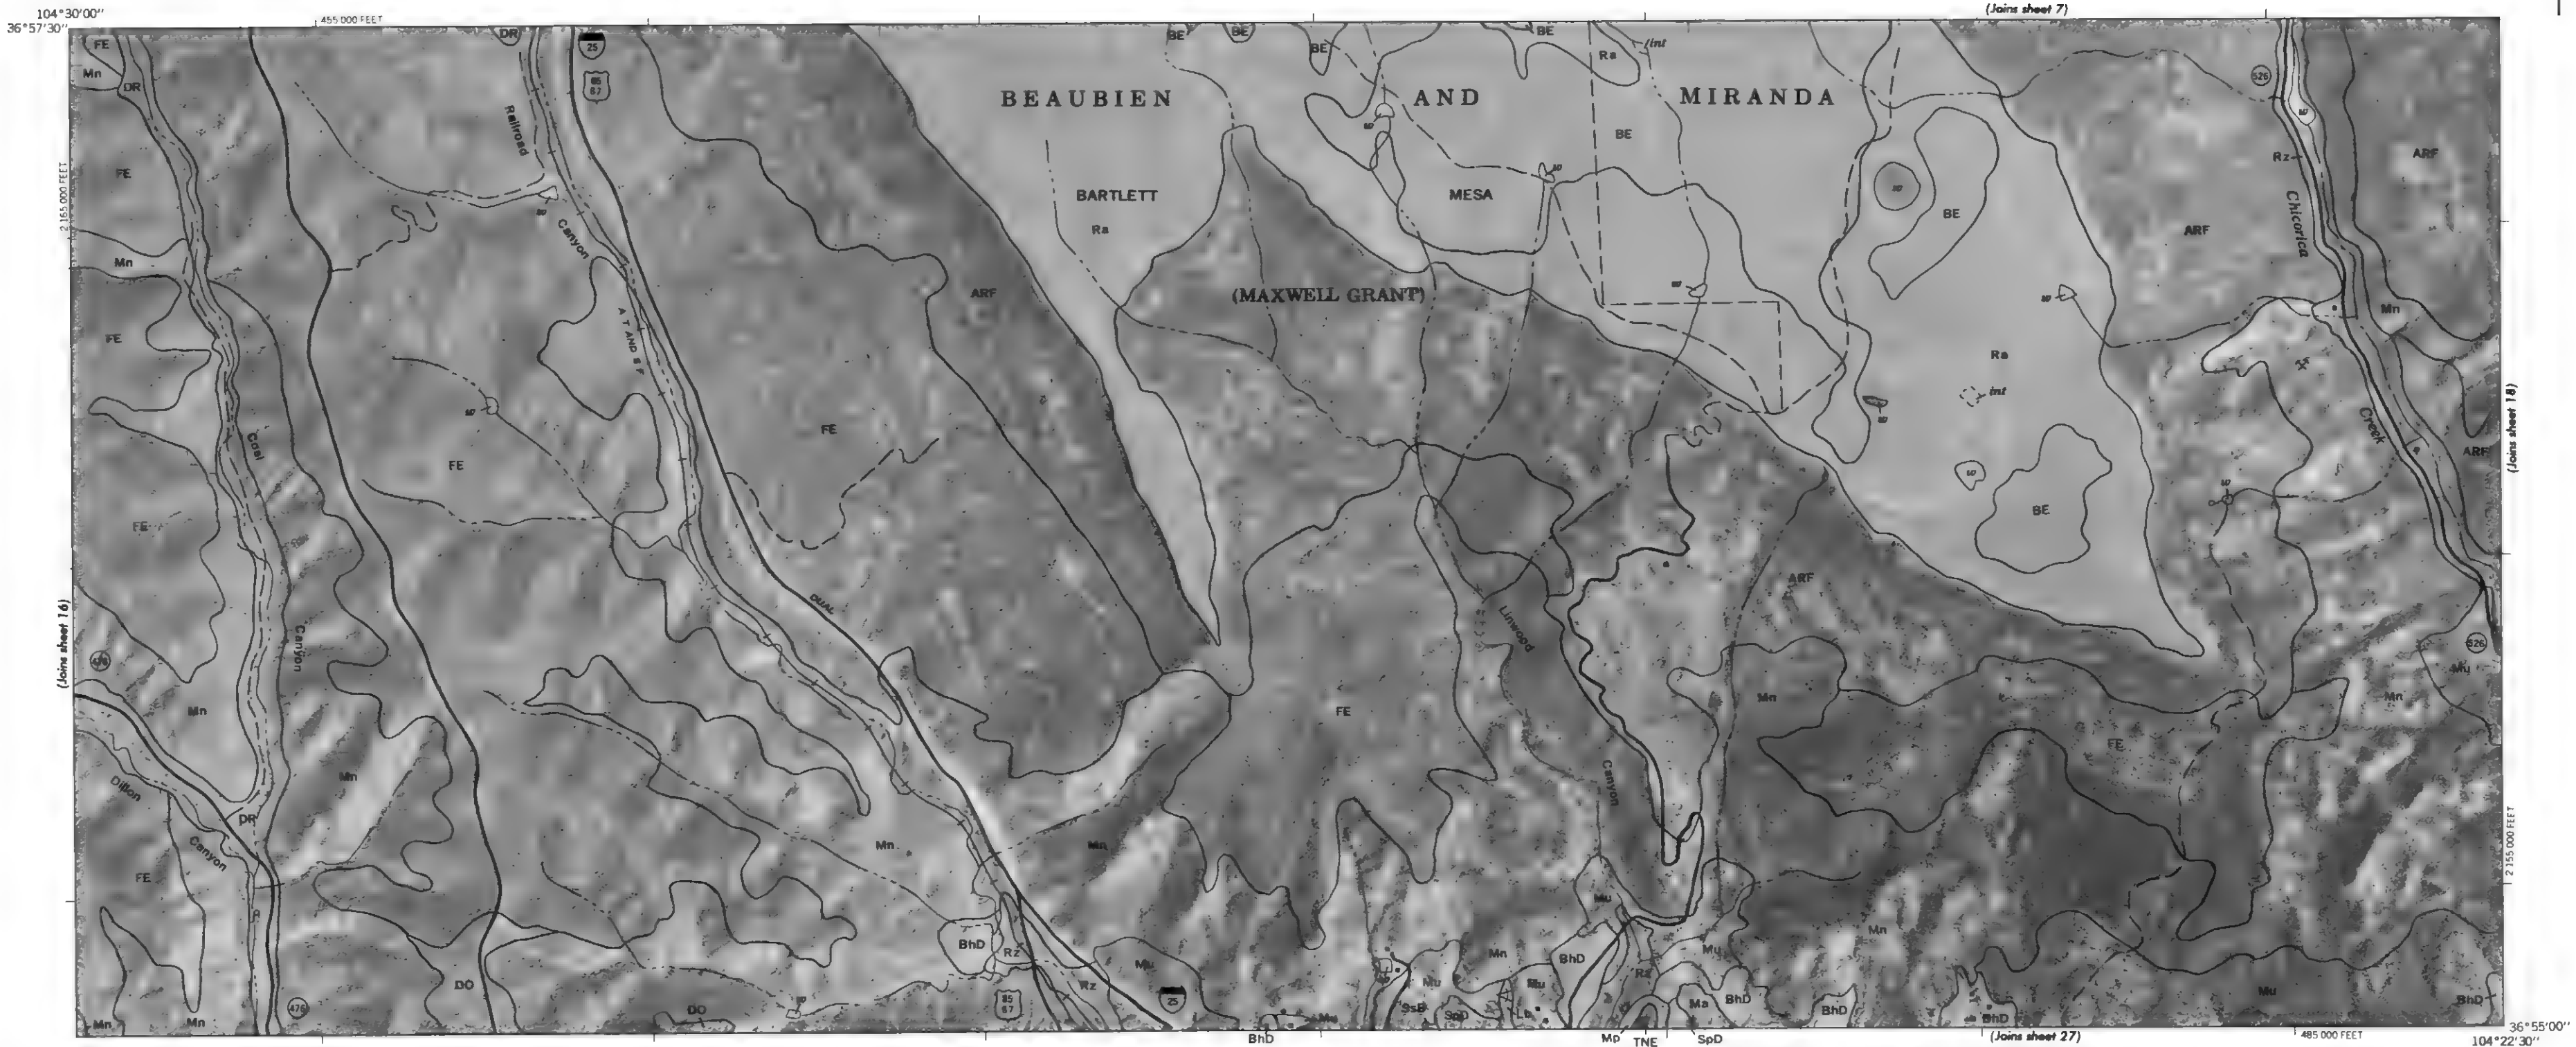 104°30'00"
36°57'30"
455 000 FEET
(Joins sheet 7)
FE
Mn
DR
DR
25
85
87
BE
BE
BE
BE
Ra
int
526
BEAUBIEN AND MIRANDA
BE
Railroad
Canyon
FE
Rz
ARF
Chicorica
2 165 000 FEET
BARTLETT
MESA
Ra
BE
ARF
Mn
ARF
(MAXWELL GRANT)
Mn
FE
A T AND S F
Ra
int
(Joins sheet 18)
Coal
FE
FE
Creek
ARF
FE
BE
DUAL
ARF
Linwood
(Joins sheet 16)
Canyon
476
526
Mu
Mn
Mn
Mn
FE
FE
Mn
Dillon
Canyon
DR
Canyon
Mn
Mn
FE
2 155 000 FEET
Mu
Mn
BhD
Rz
Mu
Mn
BhD
Mu
Rz
DO
Rz
Mu
Mu
Mu
BhD
Mn
Mn
476
DO
85
87
25
SsB
SpD
Lb
Ma
BhD
BhD
BhD
BhD
Mp
TNE
SpD
(Joins sheet 27)
485 000 FEET
36°55'00"
104°22'30"